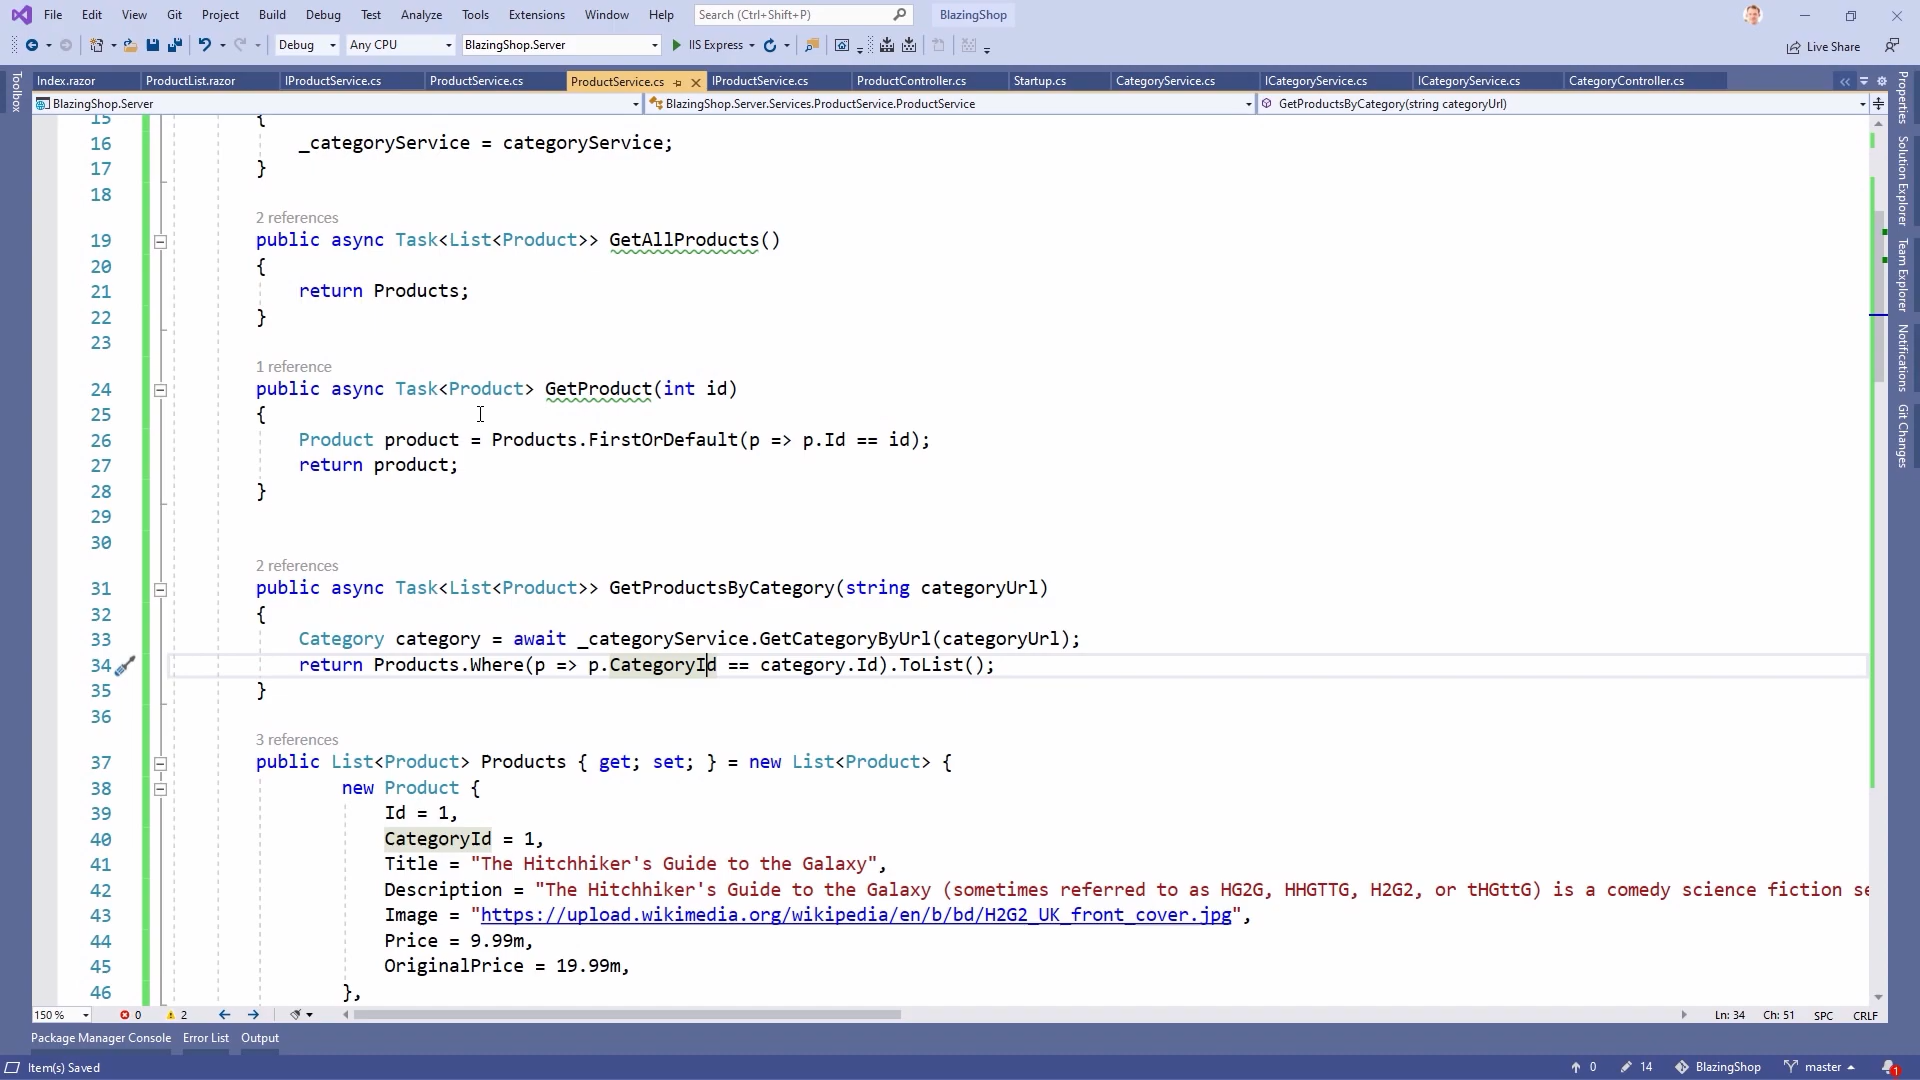 File Edit View Git Project Build Debug Test Analyze Tools Extensions Window Help Search (Ctrl+Shift+P) BlazingShop
Debug Any CPU BlazingShop.Server IIS Express Live Share
Index.razor ProductList.razor IProductService.cs ProductService.cs ProductService.cs IProductService.cs ProductController.cs Startup.cs CategoryService.cs ICategoryService.cs ICategoryService.cs CategoryController.cs
BlazingShop.Server BlazingShop.Server.Services.ProductService.ProductService GetProductsByCategory(string categoryUrl)
Toolbox
Properties
Solution Explorer
Team Explorer
Notifications
Git Changes
15 {
16 _categoryService = categoryService;
17 }
18
2 references
19 public async Task<List<Product>> GetAllProducts()
20 {
21 return Products;
22 }
23
1 reference
24 public async Task<Product> GetProduct(int id)
25 {
26 Product product = Products.FirstOrDefault(p => p.Id == id);
27 return product;
28 }
29
30
2 references
31 public async Task<List<Product>> GetProductsByCategory(string categoryUrl)
32 {
33 Category category = await _categoryService.GetCategoryByUrl(categoryUrl);
34 return Products.Where(p => p.CategoryId == category.Id).ToList();
35 }
36
3 references
37 public List<Product> Products { get; set; } = new List<Product> {
38 new Product {
39 Id = 1,
40 CategoryId = 1,
41 Title = "The Hitchhiker's Guide to the Galaxy",
42 Description = "The Hitchhiker's Guide to the Galaxy (sometimes referred to as HG2G, HHGTTG, H2G2, or tHGttG) is a comedy science fiction se
43 Image = "https://upload.wikimedia.org/wikipedia/en/b/bd/H2G2_UK_front_cover.jpg",
44 Price = 9.99m,
45 OriginalPrice = 19.99m,
46 },
150 % 0 2 Ln: 34 Ch: 51 SPC CRLF
Package Manager Console Error List Output
Item(s) Saved 0 14 BlazingShop master 1